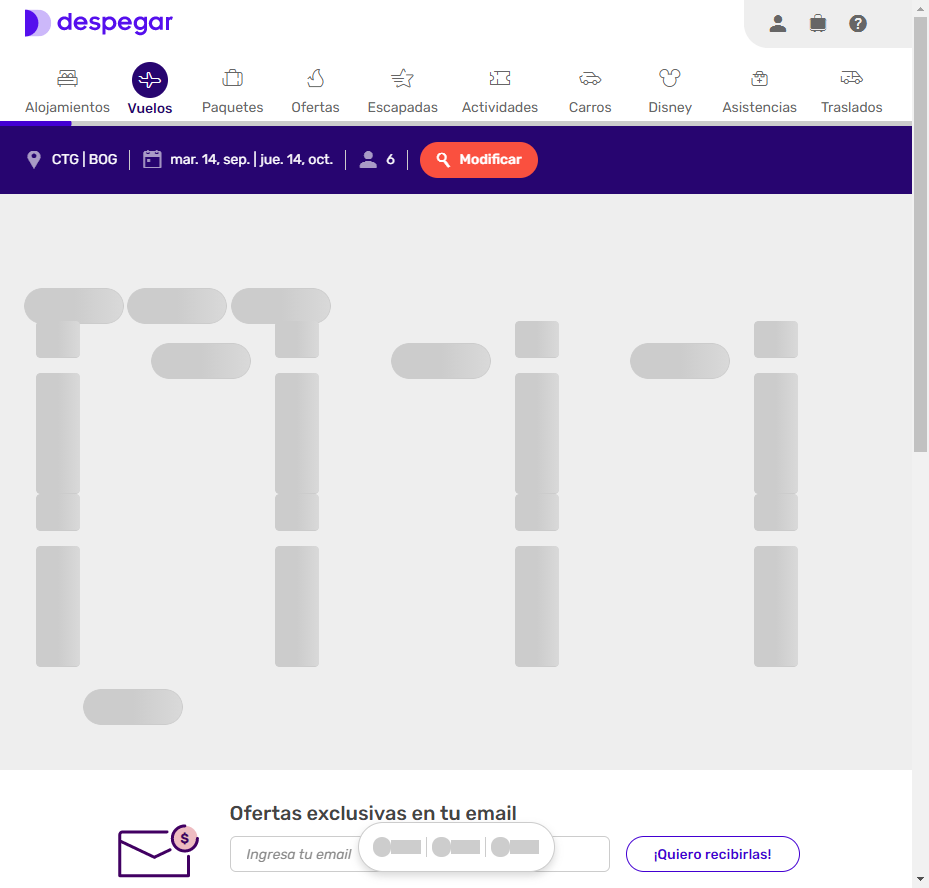 despegar
Alojamientos
Vuelos
Paquetes
Ofertas
Escapadas
Actividades
Carros
Disney
Asistencias
Traslados
CTG | BOG
mar. 14, sep. | jue. 14, oct.
6
Modificar
Ofertas exclusivas en tu email
Ingresa tu email
¡Quiero recibirlas!